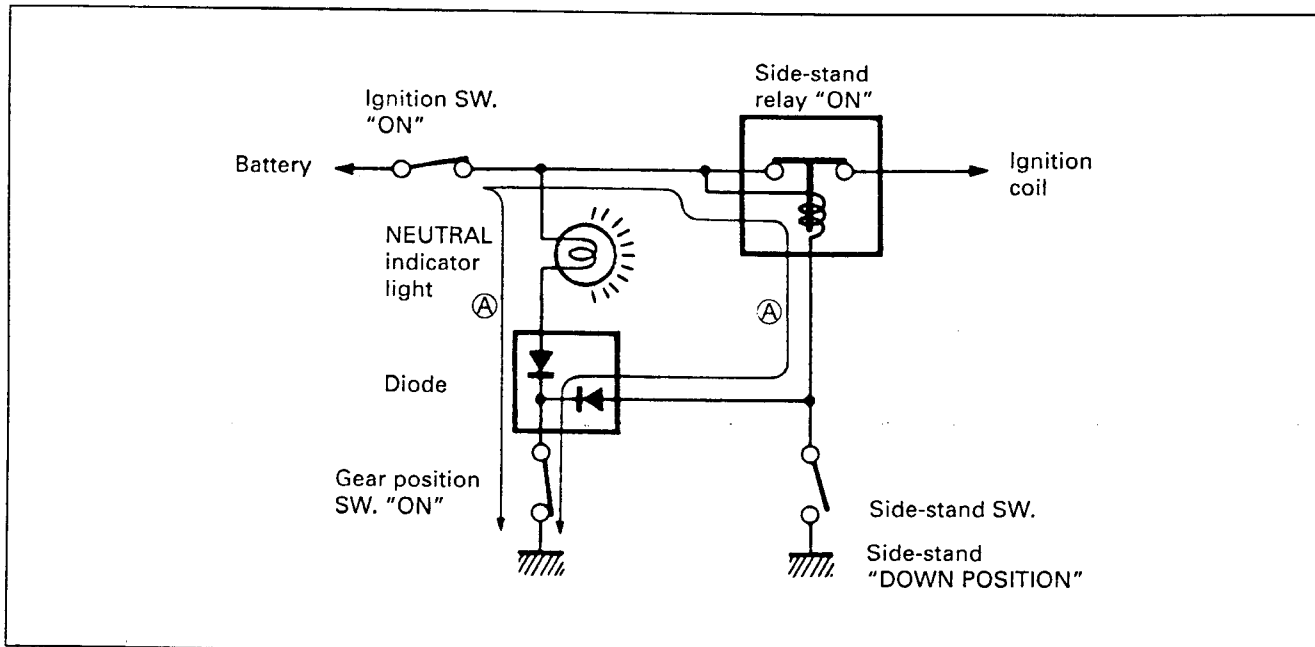 Side-stand
relay "ON"
Ignition SW.
"ON"
Battery
Ignition
coil
NEUTRAL
indicator
light
A
A
Diode
Gear position
SW. "ON"
Side-stand SW.
Side-stand
"DOWN POSITION"